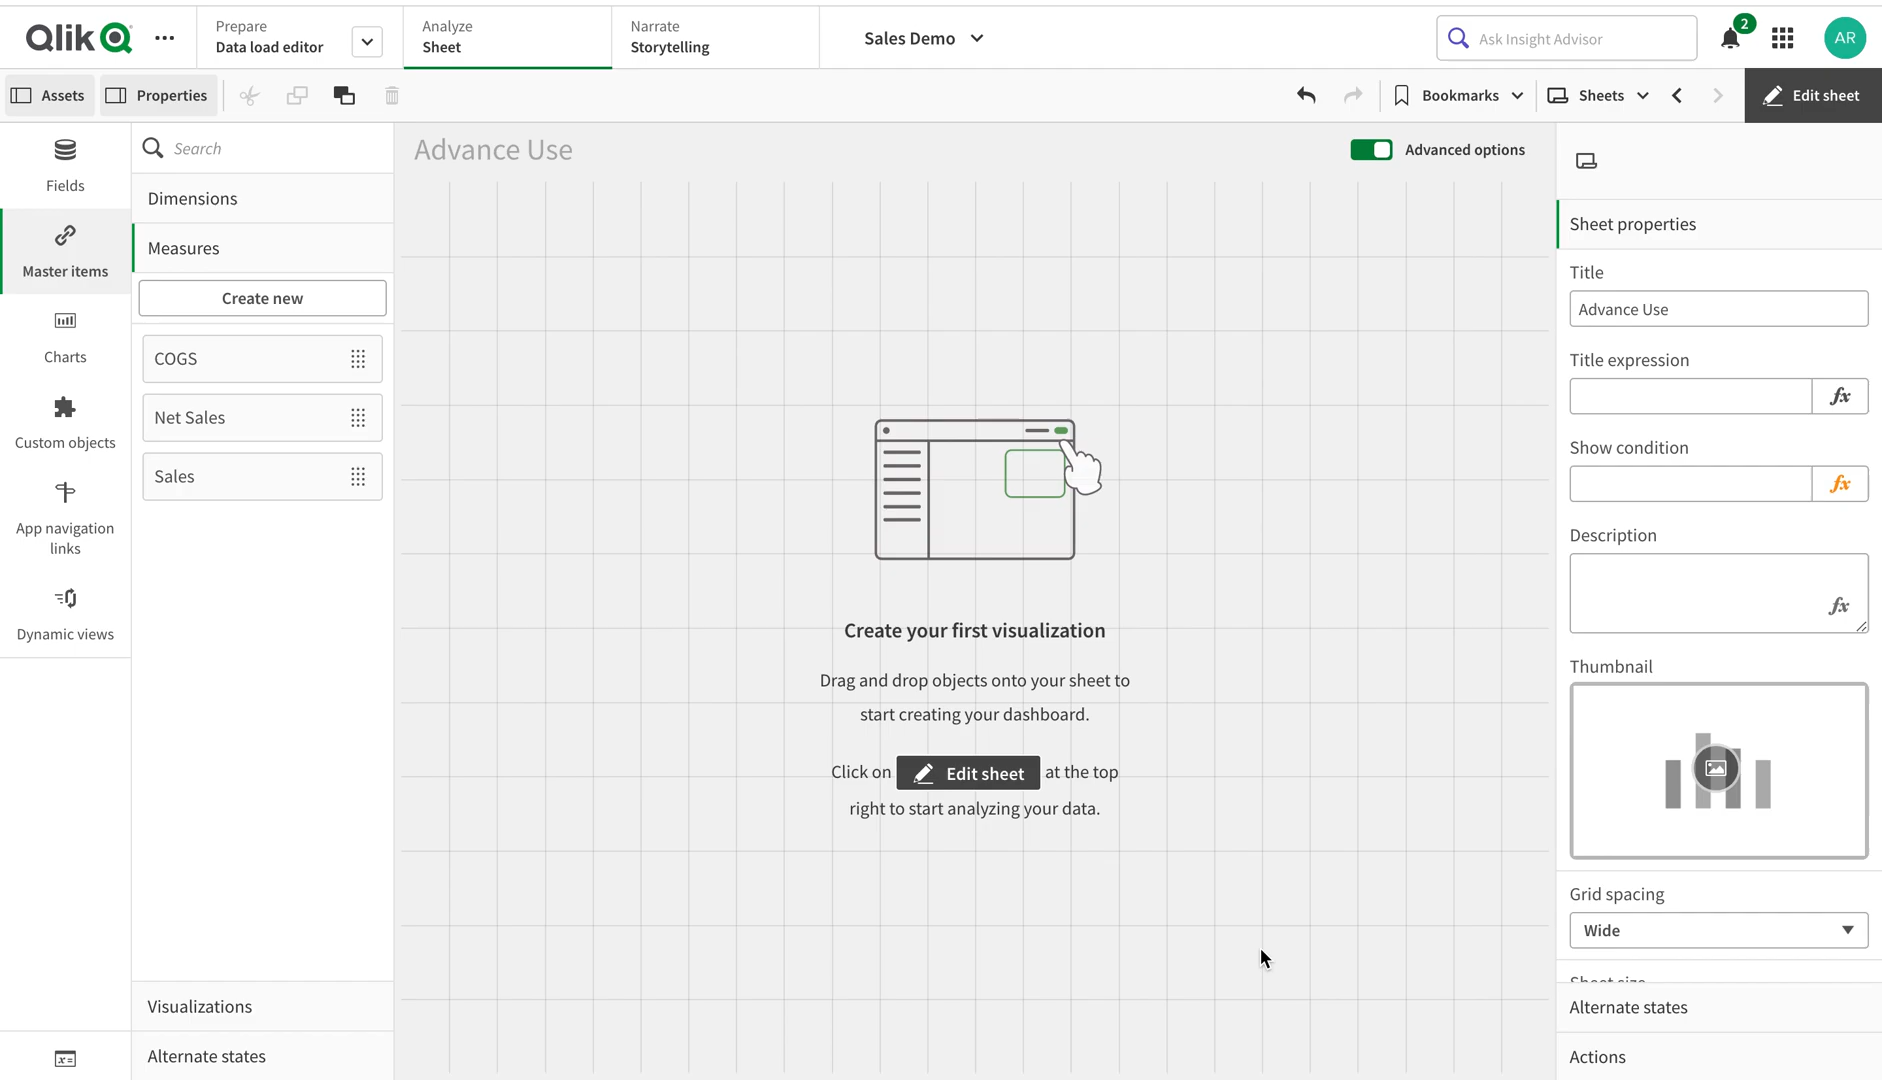 Qlik
Prepare
Data load editor
Analyze
Sheet
Narrate
Storytelling
Sales Demo
Ask Insight Advisor
2
AR
Assets
Properties
Bookmarks
Sheets
Edit sheet
Fields
Master items
Charts
Custom objects
App navigation
links
Dynamic views
Search
Dimensions
Measures
Create new
COGS
Net Sales
Sales
Visualizations
Alternate states
Advance Use
Advanced options
Create your first visualization
Drag and drop objects onto your sheet to
start creating your dashboard.
Click on Edit sheet at the top
right to start analyzing your data.
Sheet properties
Title
Advance Use
Title expression
fx
Show condition
fx
Description
fx
Thumbnail
Grid spacing
Wide
Sheet size
Alternate states
Actions
x=